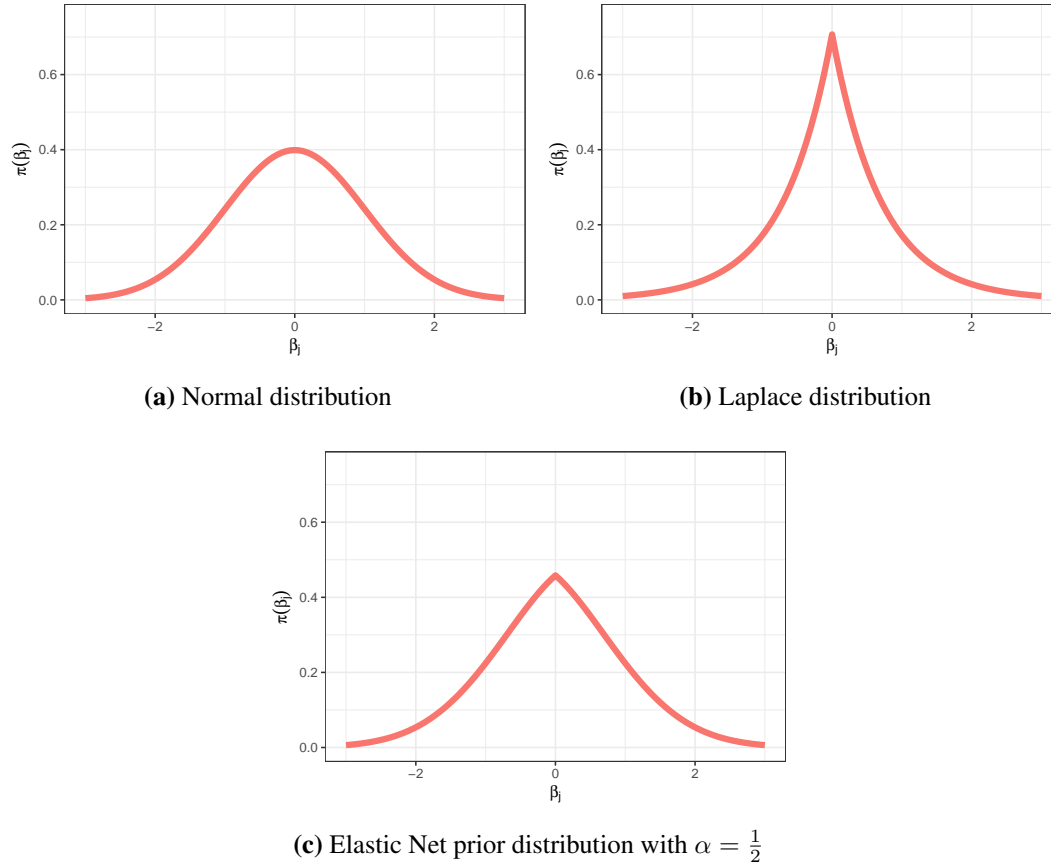 0.6
0.4
0.2
0.0
π(βj)
−2
0
2
βj
(a) Normal distribution
0.6
0.4
0.2
0.0
π(βj)
−2
0
2
βj
(b) Laplace distribution
0.6
0.4
0.2
0.0
π(βj)
−2
0
2
βj
(c) Elastic Net prior distribution with α = 1/2